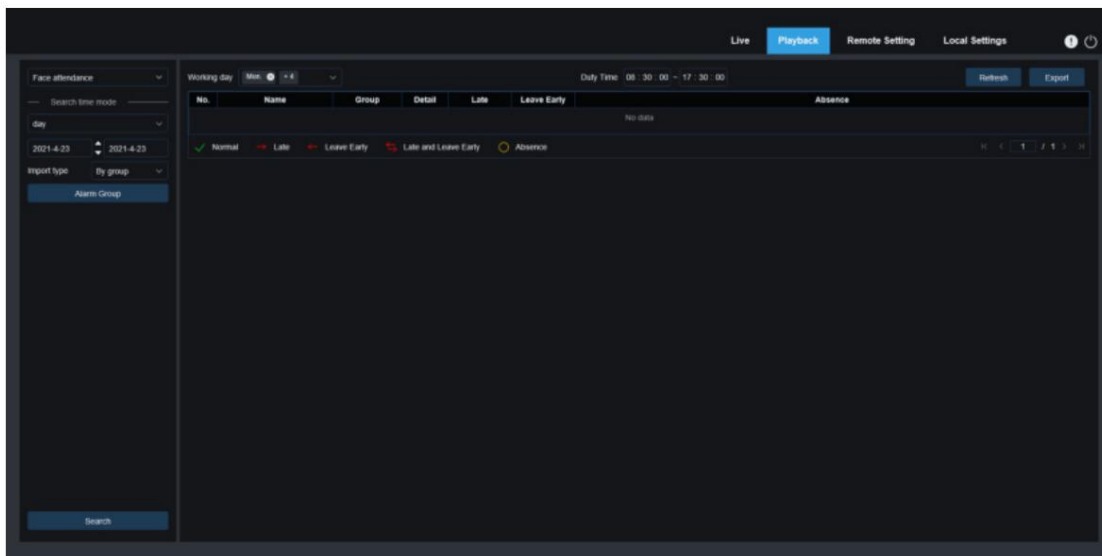 Live Playback Remote Setting Local Settings
Face attendance
Search time mode
day
2021-4-23 2021-4-23
Import type By group
Alarm Group
Search
Working day Mon. + 4 Duty Time 08 : 30 : 00 ~ 17 : 30 : 00 Refresh Export
No. Name Group Detail Late Leave Early Absence
No data
Normal Late Leave Early Late and Leave Early Absence 1 / 1